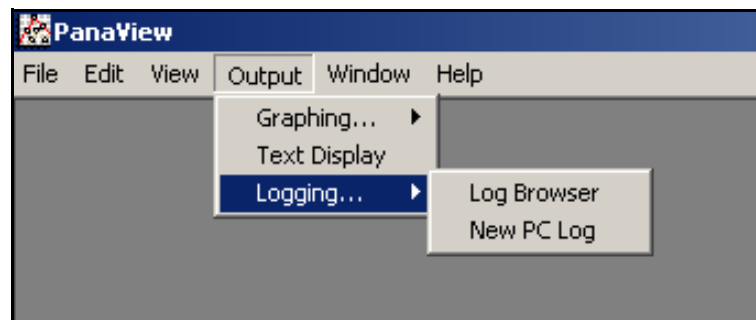 PanaView
File Edit View Output Window Help
Graphing...
Text Display
Logging...
Log Browser
New PC Log